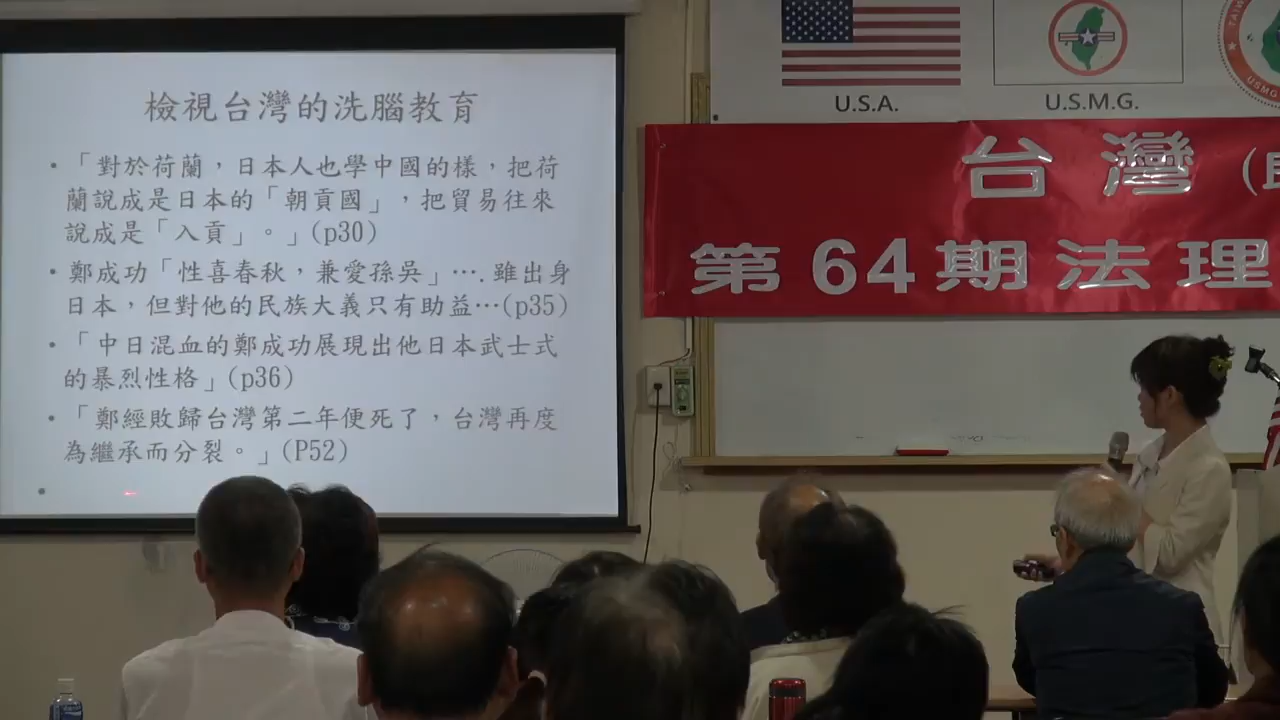 檢視台灣的洗腦教育
• 「對於荷蘭，日本人也學中國的樣，把荷
蘭說成是日本的「朝貢國」，把貿易往來
說成是「入貢」。」(p30)
• 鄭成功「性喜春秋，兼愛孫吳」….雖出身
日本，但對他的民族大義只有助益…(p35)
• 「中日混血的鄭成功展現出他日本武士式
的暴烈性格」(p36)
• 「鄭經敗歸台灣第二年便死了，台灣再度
為繼承而分裂。」(P52)
U.S.A.
U.S.M.G.
台灣(
第64期法理